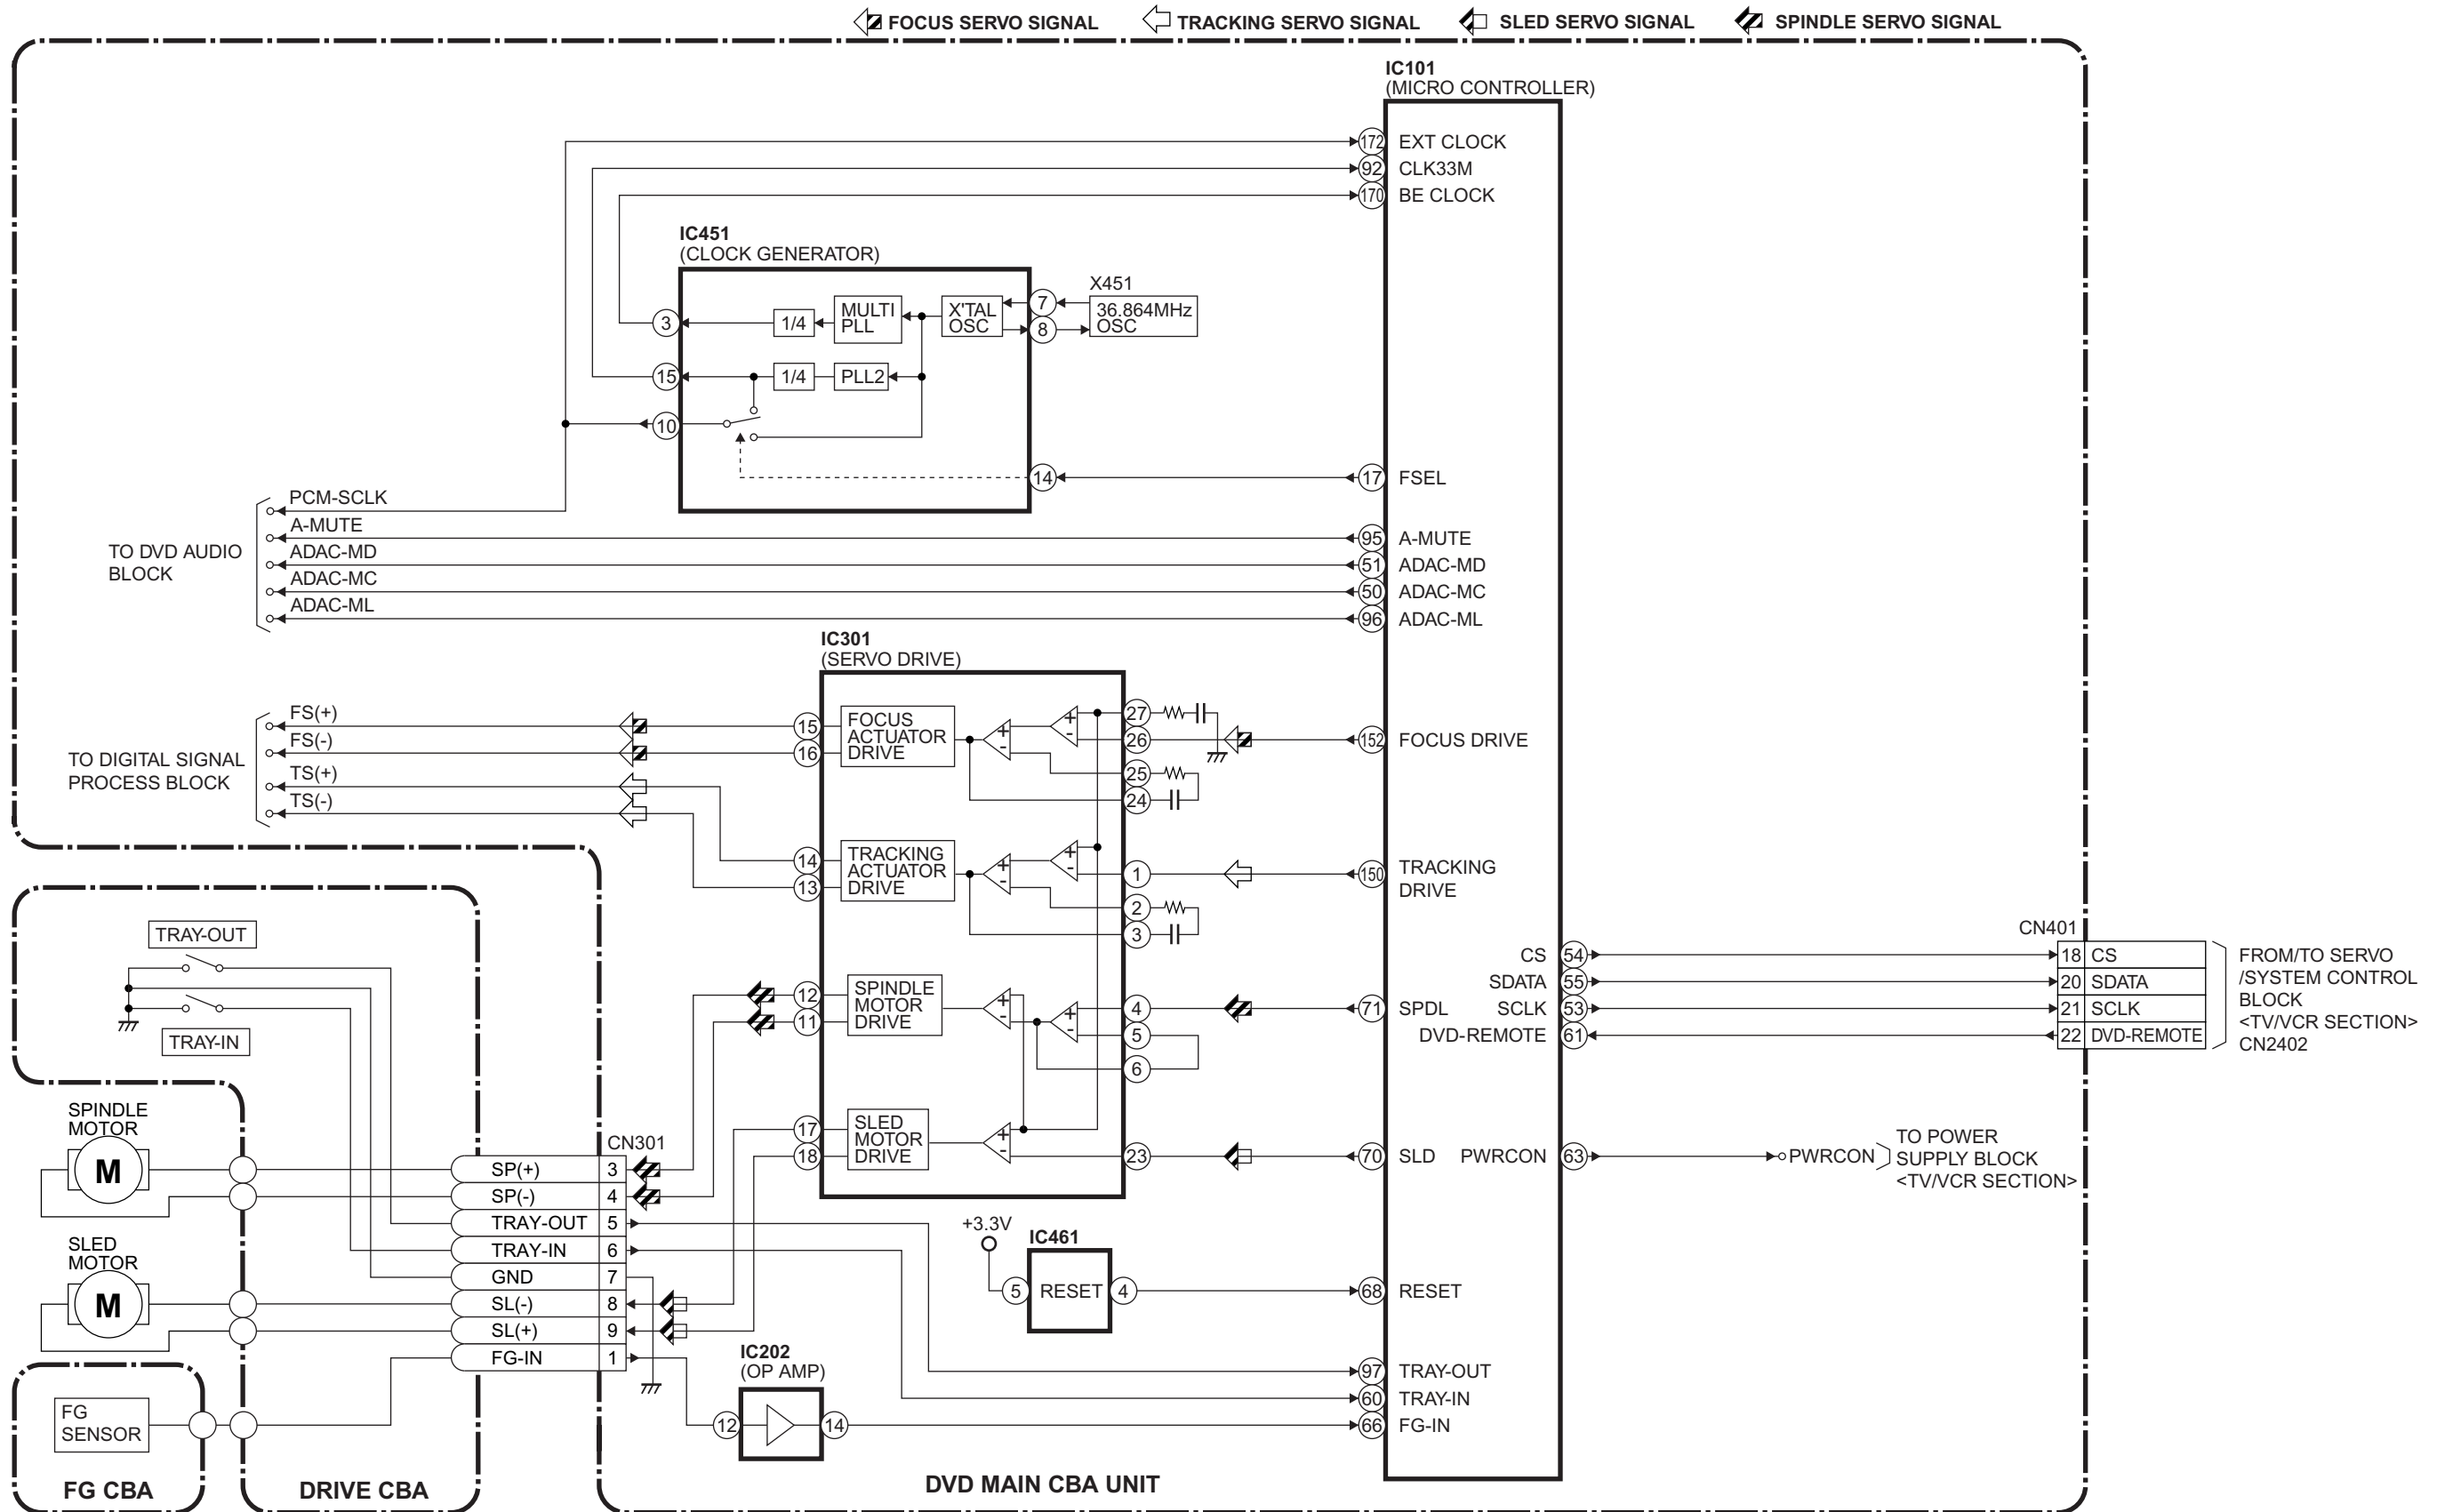 FOCUS SERVO SIGNAL
TRACKING SERVO SIGNAL
SLED SERVO SIGNAL
SPINDLE SERVO SIGNAL
IC101
(MICRO CONTROLLER)
172 EXT CLOCK
92 CLK33M
170 BE CLOCK
IC451
(CLOCK GENERATOR)
X451
36.864MHz
OSC
7
8
X'TAL
OSC
MULTI
PLL
1/4
3
15
1/4
PLL2
10
14
17 FSEL
PCM-SCLK
A-MUTE
ADAC-MD
ADAC-MC
ADAC-ML
TO DVD AUDIO
BLOCK
95 A-MUTE
51 ADAC-MD
50 ADAC-MC
96 ADAC-ML
IC301
(SERVO DRIVE)
FS(+)
FS(-)
TS(+)
TS(-)
TO DIGITAL SIGNAL
PROCESS BLOCK
15
16
FOCUS
ACTUATOR
DRIVE
+
-
+
-
27
26
25
24
152 FOCUS DRIVE
14
13
TRACKING
ACTUATOR
DRIVE
+
-
+
-
1
2
3
150 TRACKING
DRIVE
12
11
SPINDLE
MOTOR
DRIVE
+
-
+
-
4
5
6
71 SPDL
17
18
SLED
MOTOR
DRIVE
+
-
23
70 SLD
CS 54
SDATA 55
SCLK 53
DVD-REMOTE 61
PWRCON 63
CN401
18 CS
20 SDATA
21 SCLK
22 DVD-REMOTE
FROM/TO SERVO
/SYSTEM CONTROL
BLOCK
<TV/VCR SECTION>
CN2402
PWRCON
TO POWER
SUPPLY BLOCK
<TV/VCR SECTION>
TRAY-OUT
TRAY-IN
SPINDLE
MOTOR
M
SLED
MOTOR
M
CN301
SP(+) 3
SP(-) 4
TRAY-OUT 5
TRAY-IN 6
GND 7
SL(-) 8
SL(+) 9
FG-IN 1
+3.3V
IC461
5 RESET 4
68 RESET
IC202
(OP AMP)
12
14
97 TRAY-OUT
60 TRAY-IN
66 FG-IN
FG
SENSOR
FG CBA
DRIVE CBA
DVD MAIN CBA UNIT